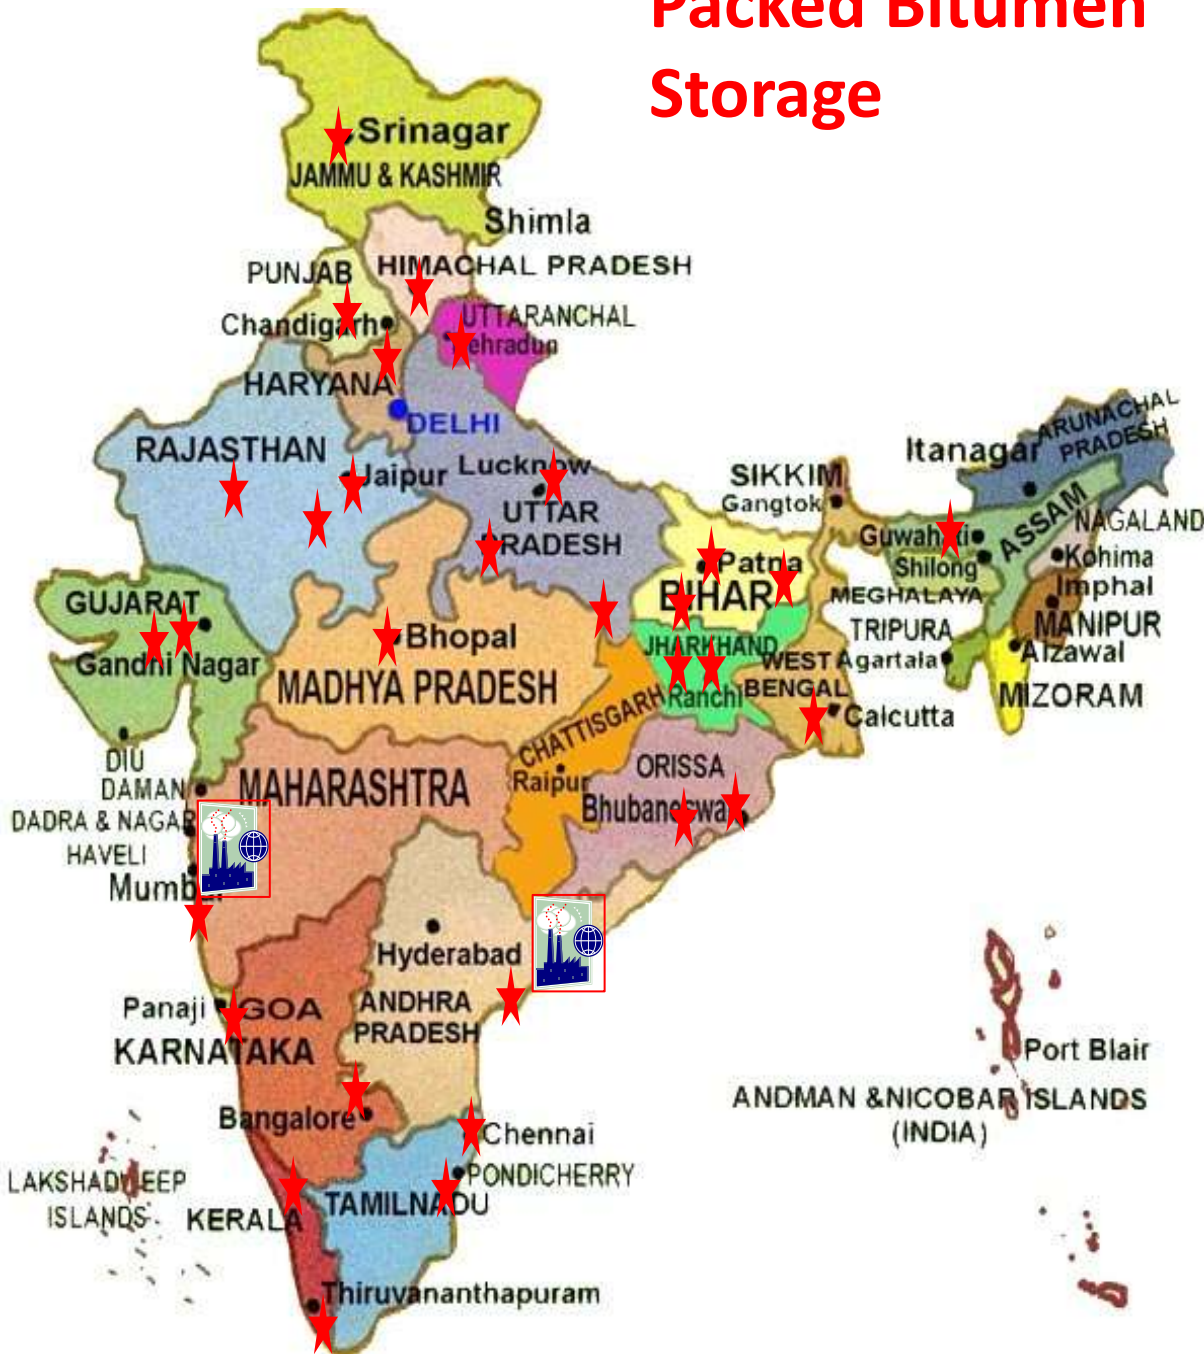 Packed Bitumen
Storage
Srinagar
JAMMU & KASHMIR
Shimla
HIMACHAL PRADESH
PUNJAB
Chandigarh
UTTARANCHAL
Dehradun
HARYANA
DELHI
RAJASTHAN
Jaipur
Lucknow
UTTAR
PRADESH
SIKKIM
Gangtok
Itanagar
ARUNACHAL
PRADESH
ASSAM
NAGALAND
Guwahati
Shilong
Kohima
Imphal
MEGHALAYA
MANIPUR
TRIPURA
Agartala
Aizawal
MIZORAM
Patna
BIHAR
JHARKHAND
Ranchi
WEST
BENGAL
Calcutta
GUJARAT
Gandhi Nagar
Bhopal
MADHYA PRADESH
CHATTISGARH
Raipur
ORISSA
Bhubaneswar
DIU
DAMAN
DADRA & NAGAR
HAVELI
MAHARASHTRA
Mumbai
Hyderabad
ANDHRA
PRADESH
Panaji
GOA
KARNATAKA
Bangalore
Chennai
PONDICHERRY
TAMILNADU
KERALA
LAKSHADWEEP
ISLANDS
Thiruvananthapuram
Port Blair
ANDMAN &NICOBAR ISLANDS
(INDIA)